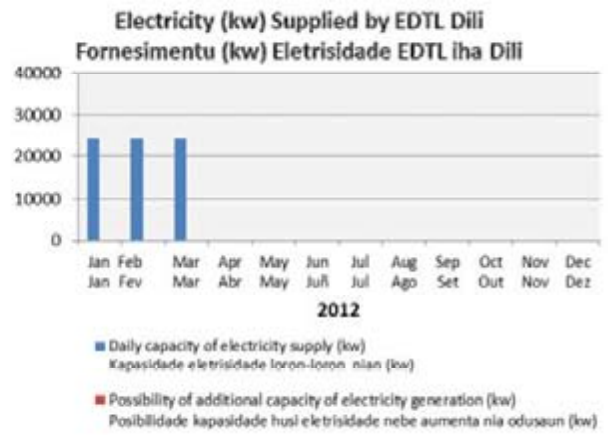 Electricity (kw) Supplied by EDTL Dili
Fornesimentu (kw) Eletrisidade EDTL iha Dili
40000
30000
20000
10000
0
Jan Feb Mar Apr May Jun Jul Aug Sep Oct Nov Dec
Jan Fev Mar Abr May Juñ Jul Ago Set Out Nov Dez
2012
Daily capacity of electricity supply (kw)
Kapasidade eletrisidade loron-loron nian (kw)
Possibility of additional capacity of electricity generation (kw)
Posibilidade kapasidade husi eletrisidade nebe aumenta nia odusaun (kw)